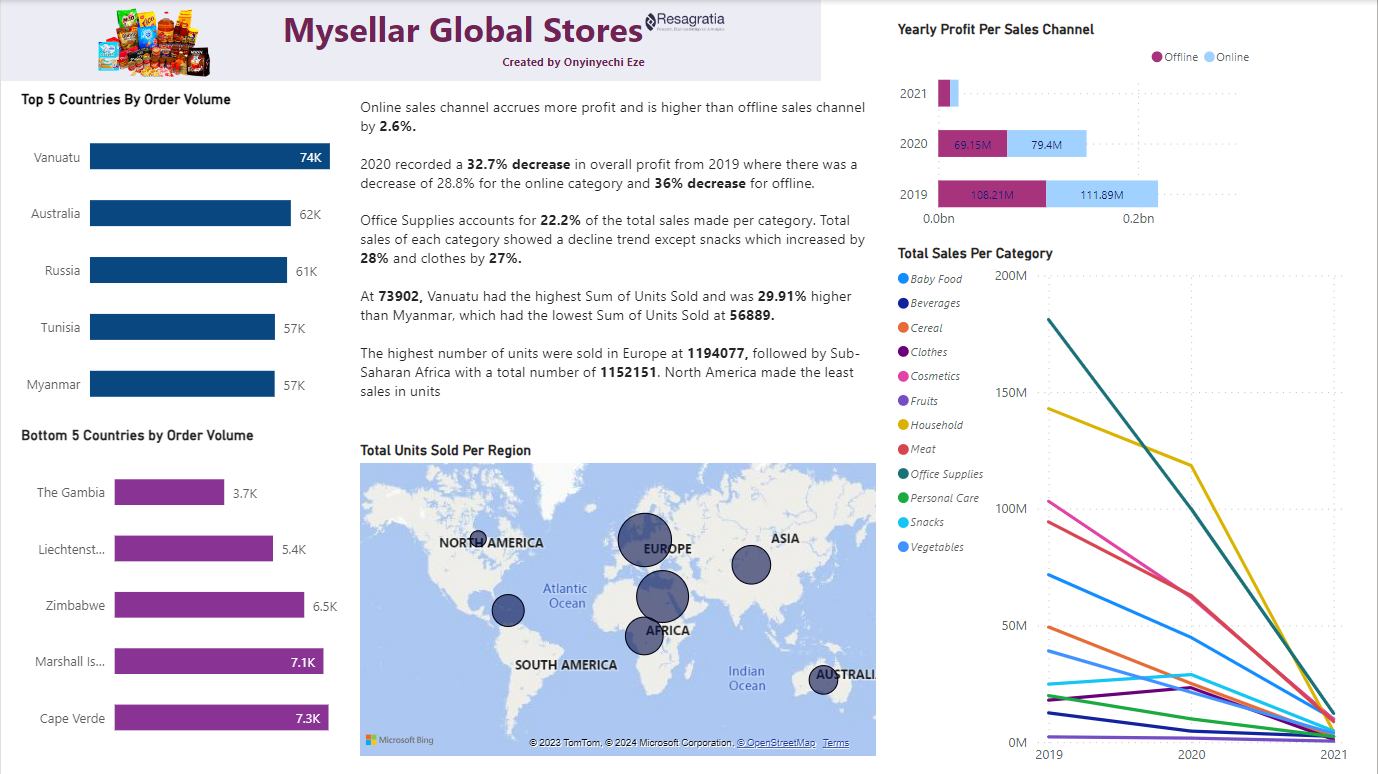 Mysellar Global Stores
Resagratia
Created by Onyinyechi Eze
Top 5 Countries By Order Volume
Vanuatu 74K
Australia 62K
Russia 61K
Tunisia 57K
Myanmar 57K
Bottom 5 Countries by Order Volume
The Gambia 3.7K
Liechtenst... 5.4K
Zimbabwe 6.5K
Marshall Is... 7.1K
Cape Verde 7.3K
Online sales channel accrues more profit and is higher than offline sales channel
by 2.6%.
2020 recorded a 32.7% decrease in overall profit from 2019 where there was a
decrease of 28.8% for the online category and 36% decrease for offline.
Office Supplies accounts for 22.2% of the total sales made per category. Total
sales of each category showed a decline trend except snacks which increased by
28% and clothes by 27%.
At 73902, Vanuatu had the highest Sum of Units Sold and was 29.91% higher
than Myanmar, which had the lowest Sum of Units Sold at 56889.
The highest number of units were sold in Europe at 1194077, followed by Sub-
Saharan Africa with a total number of 1152151. North America made the least
sales in units
Total Units Sold Per Region
NORTH AMERICA
EUROPE
ASIA
Atlantic
Ocean
AFRICA
SOUTH AMERICA
Indian
Ocean
AUSTRALI
Microsoft Bing
© 2023 TomTom, © 2024 Microsoft Corporation, © OpenStreetMap Terms
Yearly Profit Per Sales Channel
Offline Online
2021
2020 69.15M 79.4M
2019 108.21M 111.89M
0.0bn 0.2bn
Total Sales Per Category
Baby Food
Beverages
Cereal
Clothes
Cosmetics
Fruits
Household
Meat
Office Supplies
Personal Care
Snacks
Vegetables
200M
150M
100M
50M
0M
2019 2020 2021